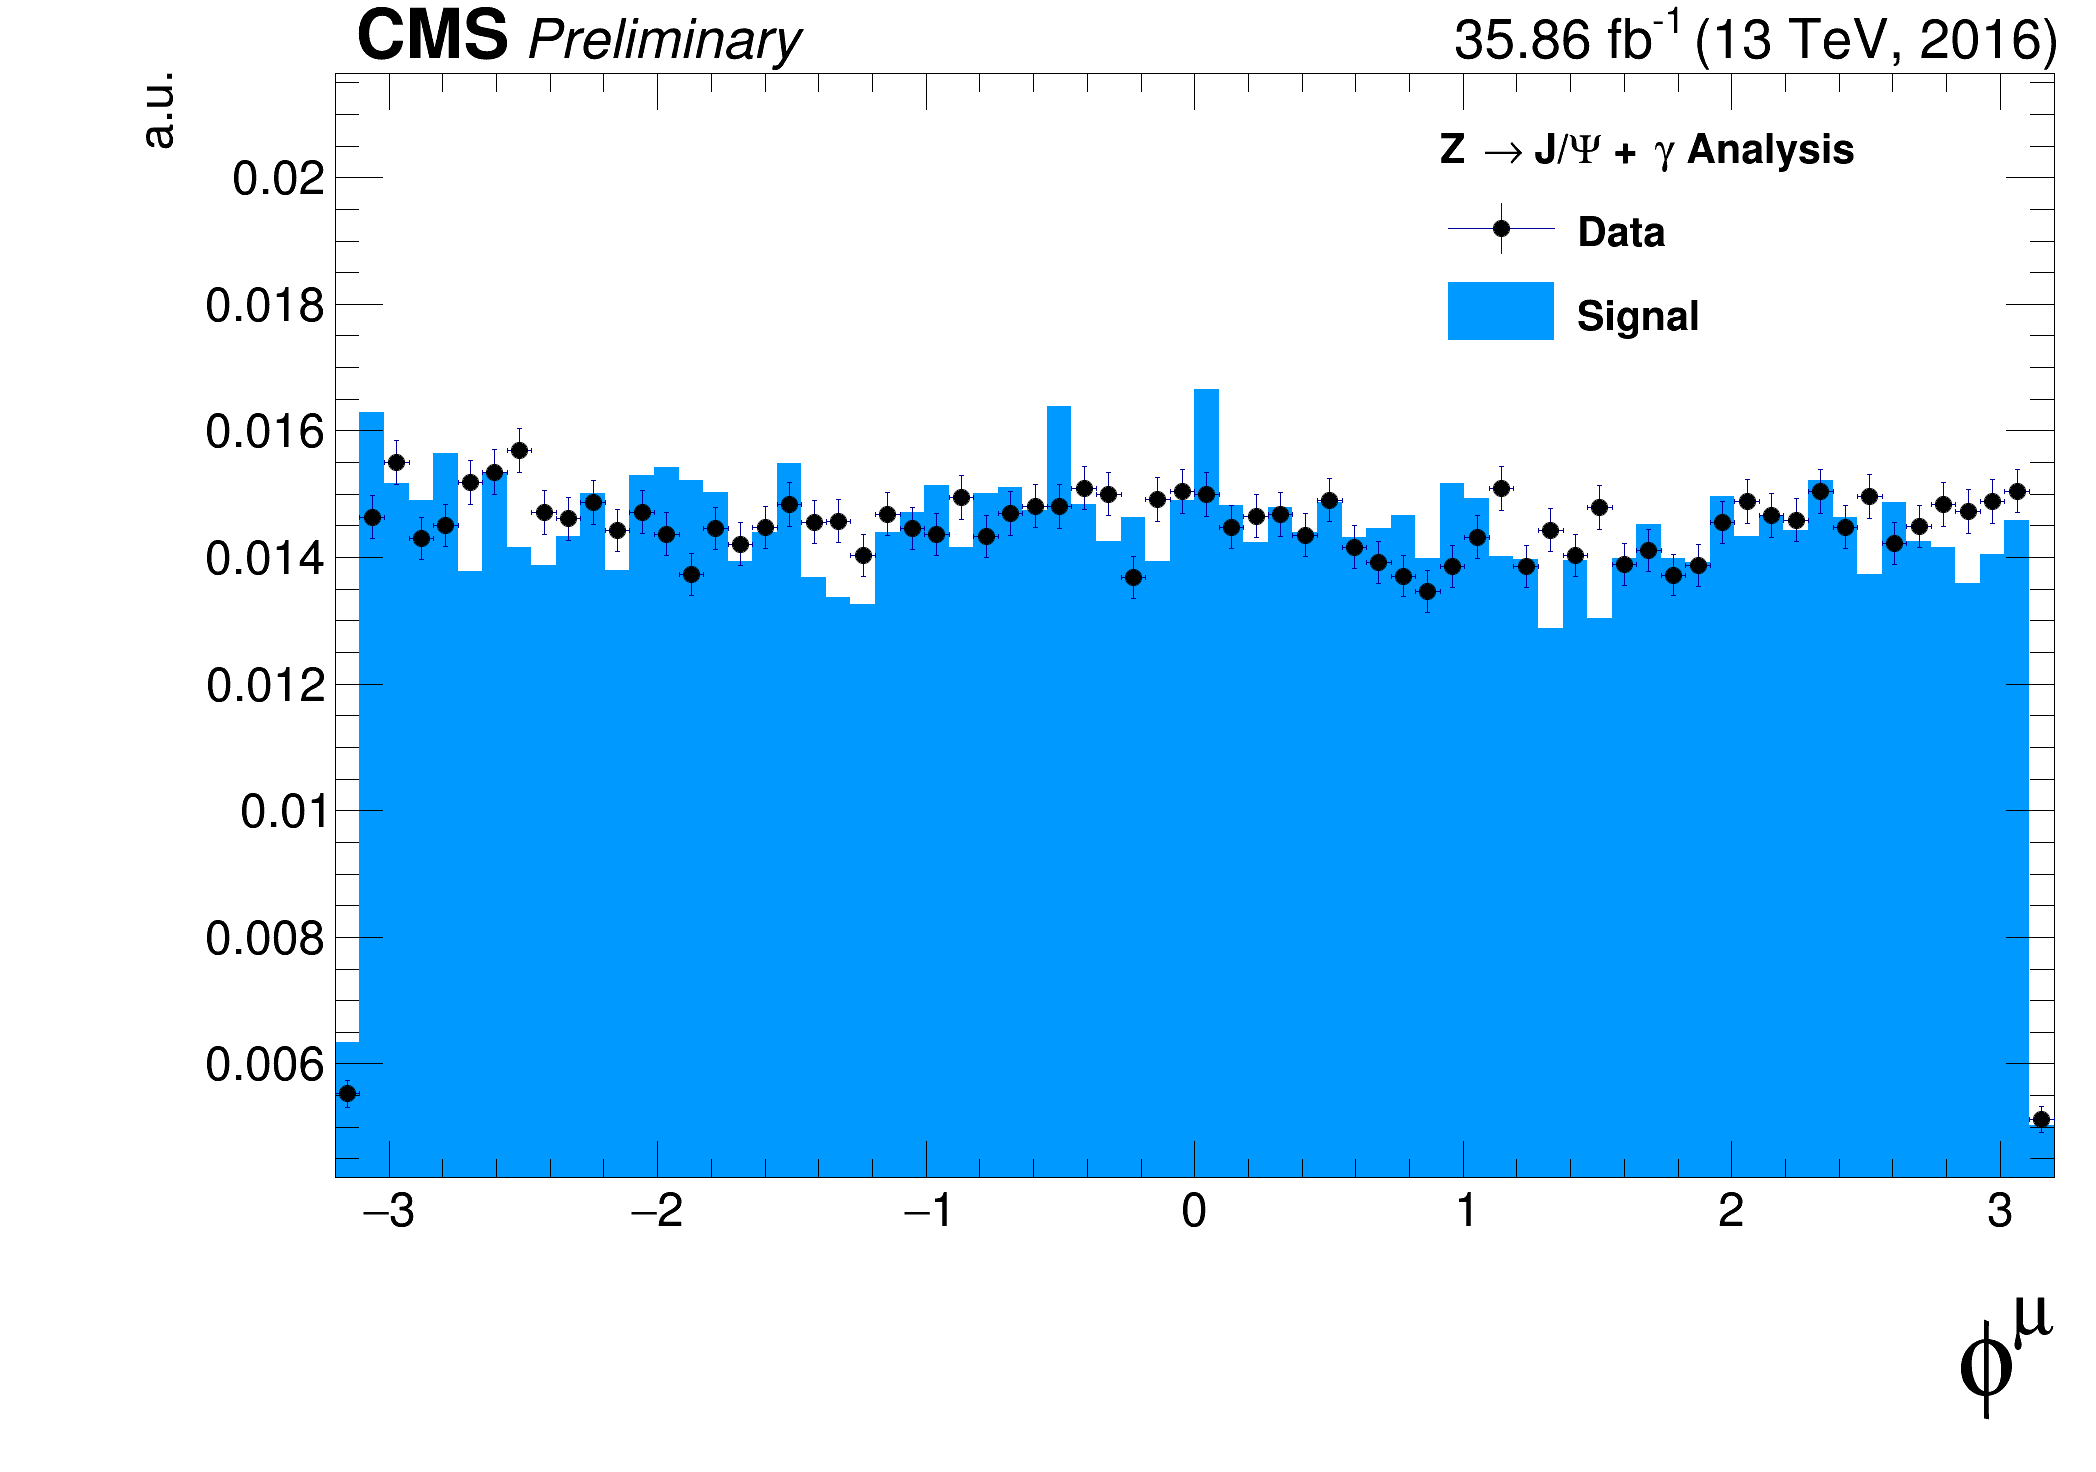 CMS Preliminary 35.86 fb⁻¹ (13 TeV, 2016)
a.u.
Z → J/Ψ + γ Analysis
Data
Signal
0.02
0.018
0.016
0.014
0.012
0.01
0.008
0.006
−3 −2 −1 0 1 2 3
ϕ^μ